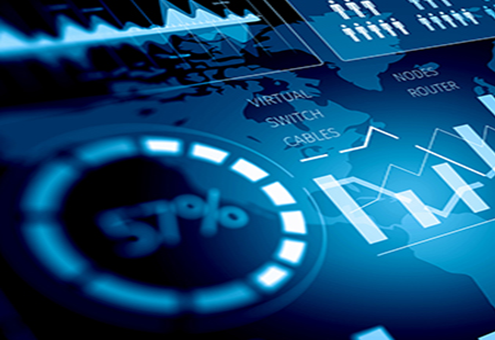 VIRTUAL
SWITCH
CABLES
NODES
ROUTER
57%